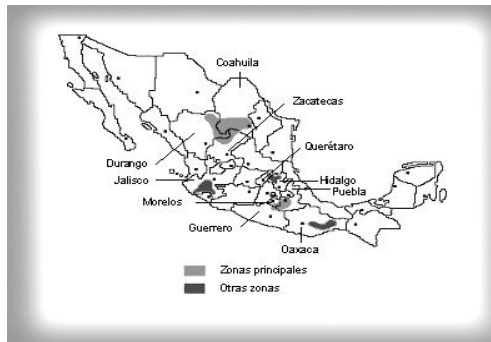 Coahuila
Zacatecas
Querétaro
Durango
Jalisco
Hidalgo
Puebla
Morelos
Guerrero
Oaxaca
Zonas principales
Otras zonas